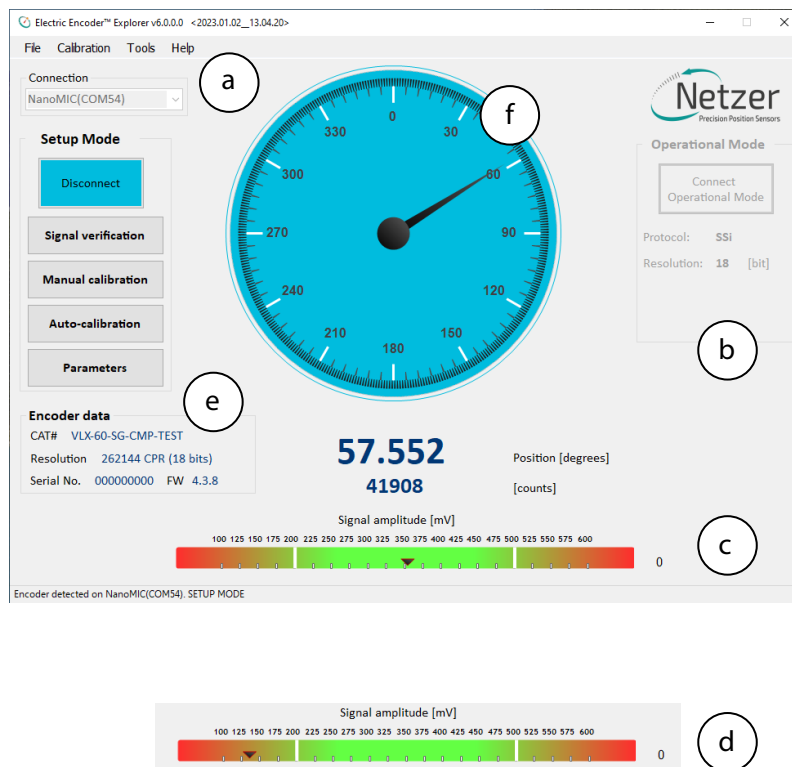 Electric Encoder™ Explorer v6.0.0.0 <2023.01.02__13.04.20>
File Calibration Tools Help
Connection
NanoMIC(COM54)
a
Setup Mode
Disconnect
Signal verification
Manual calibration
Auto-calibration
Parameters
0
30
60
90
120
150
180
210
240
270
300
330
f
Netzer
Precision Position Sensors
Operational Mode
Connect
Operational Mode
Protocol: SSi
Resolution: 18 [bit]
b
e
Encoder data
CAT# VLX-60-SG-CMP-TEST
Resolution 262144 CPR (18 bits)
Serial No. 000000000 FW 4.3.8
57.552 Position [degrees]
41908 [counts]
Signal amplitude [mV]
100 125 150 175 200 225 250 275 300 325 350 375 400 425 450 475 500 525 550 575 600
0
c
Encoder detected on NanoMIC(COM54). SETUP MODE
Signal amplitude [mV]
100 125 150 175 200 225 250 275 300 325 350 375 400 425 450 475 500 525 550 575 600
0
d